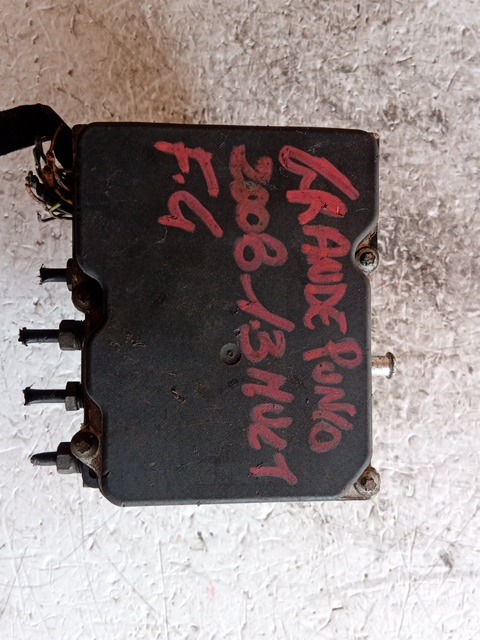 GRANDE PUNTO
2008-1.3 MULT
F.G